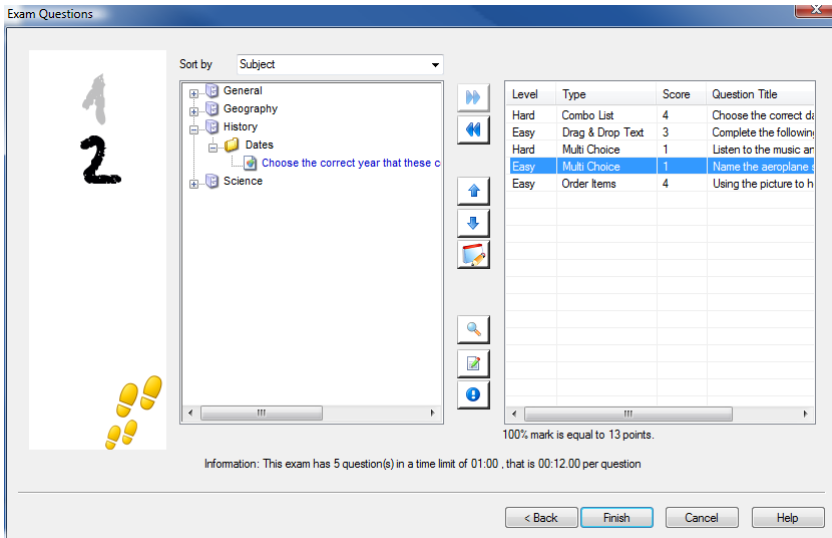 Exam Questions
1
2
Sort by Subject
General
Geography
History
Dates
Choose the correct year that these c
Science
Level Type Score Question Title
Hard Combo List 4 Choose the correct da
Easy Drag & Drop Text 3 Complete the following
Hard Multi Choice 1 Listen to the music an
Easy Multi Choice 1 Name the aeroplane s
Easy Order Items 4 Using the picture to h
100% mark is equal to 13 points.
Information: This exam has 5 question(s) in a time limit of 01:00 , that is 00:12.00 per question
< Back Finish Cancel Help